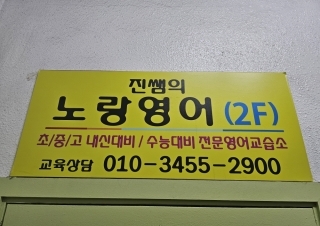 진쌤의
노랑영어 (2F)
초/중/고 내신대비 / 수능대비 전문영어교습소
교육상담 010-3455-2900